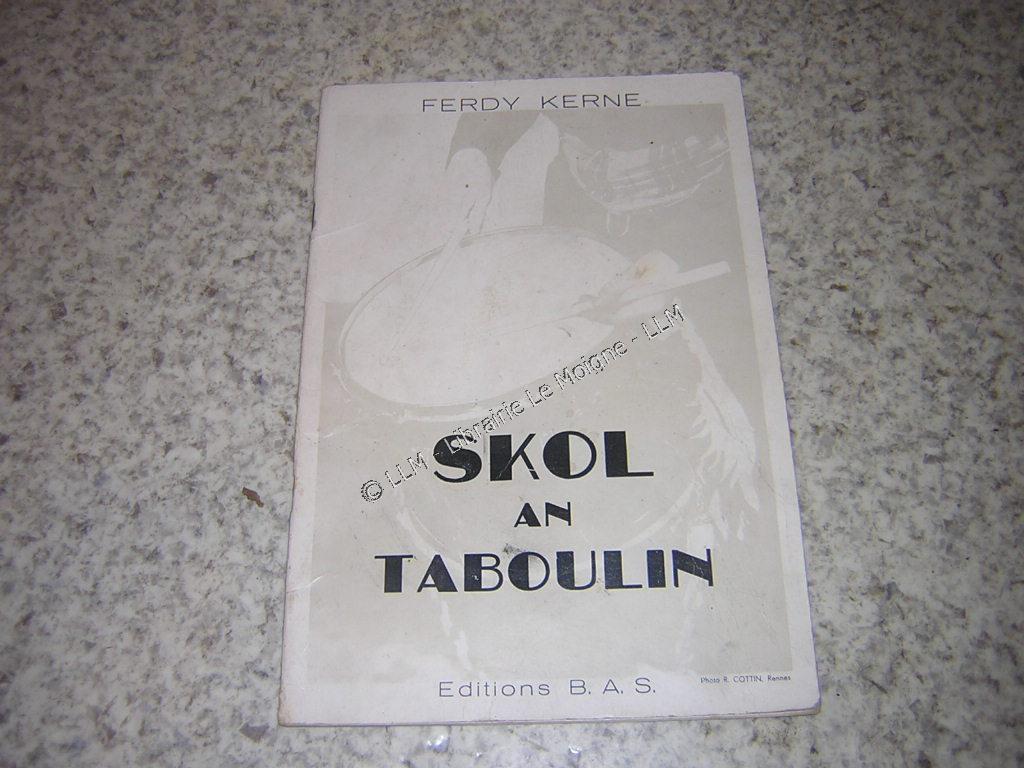 FERDY KERNE
© LLM - Librairie Le Moigne - LLM
SKOL
AN
TABOULIN
Photo R. COTTIN, Rennes
Editions B. A. S.